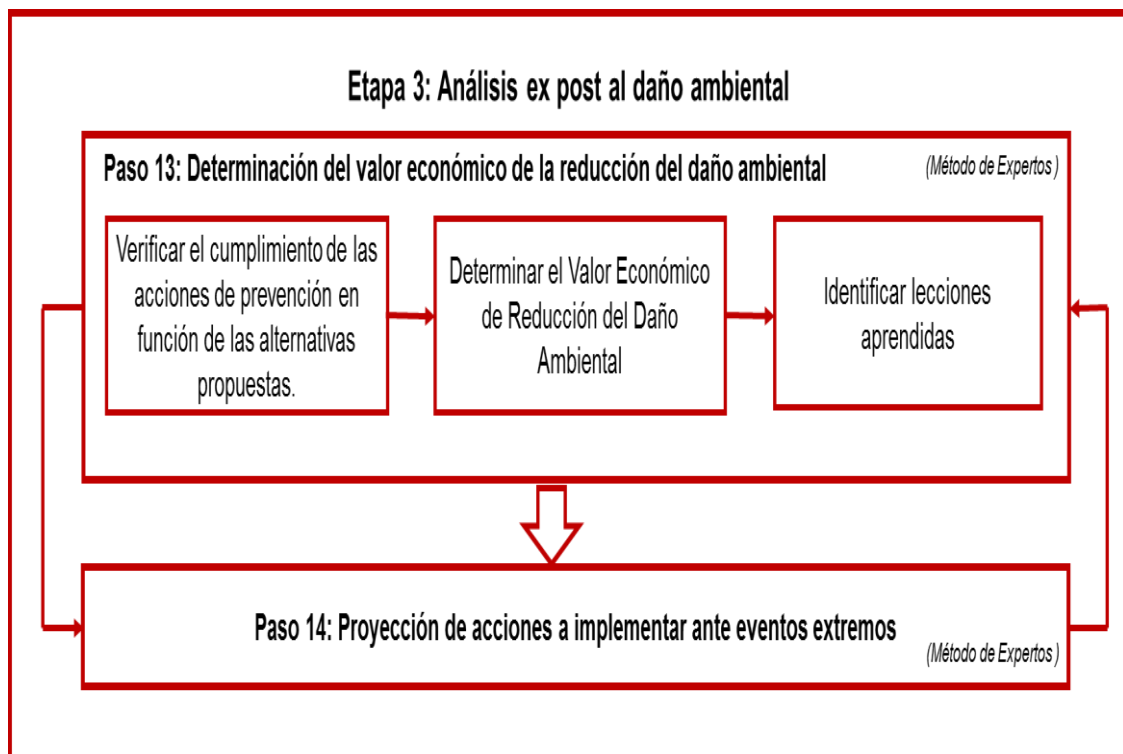 Etapa 3: Análisis ex post al daño ambiental
Paso 13: Determinación del valor económico de la reducción del daño ambiental
(Método de Expertos )
Verificar el cumplimiento de las
acciones de prevención en
función de las alternativas
propuestas.
Determinar el Valor Económico
de Reducción del Daño
Ambiental
Identificar lecciones
aprendidas
Paso 14: Proyección de acciones a implementar ante eventos extremos
(Método de Expertos )